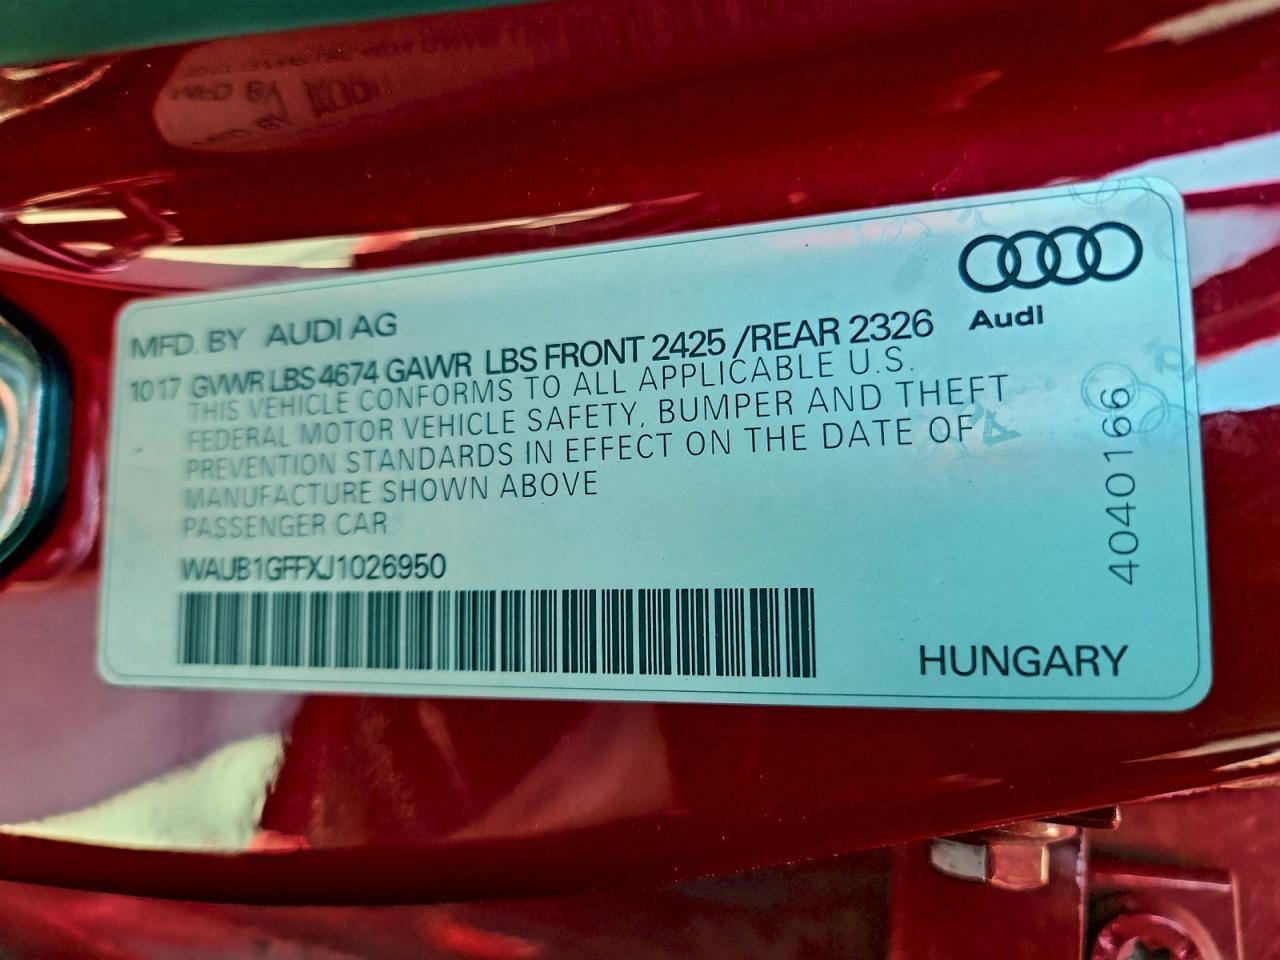 MFD. BY AUDI AG
1017 GVWR LBS 4674 GAWR LBS FRONT 2425 /REAR 2326
THIS VEHICLE CONFORMS TO ALL APPLICABLE U.S.
FEDERAL MOTOR VEHICLE SAFETY, BUMPER AND THEFT
PREVENTION STANDARDS IN EFFECT ON THE DATE OF
MANUFACTURE SHOWN ABOVE
PASSENGER CAR
WAUB1GFFXJ1026950
Audi
4040166
HUNGARY